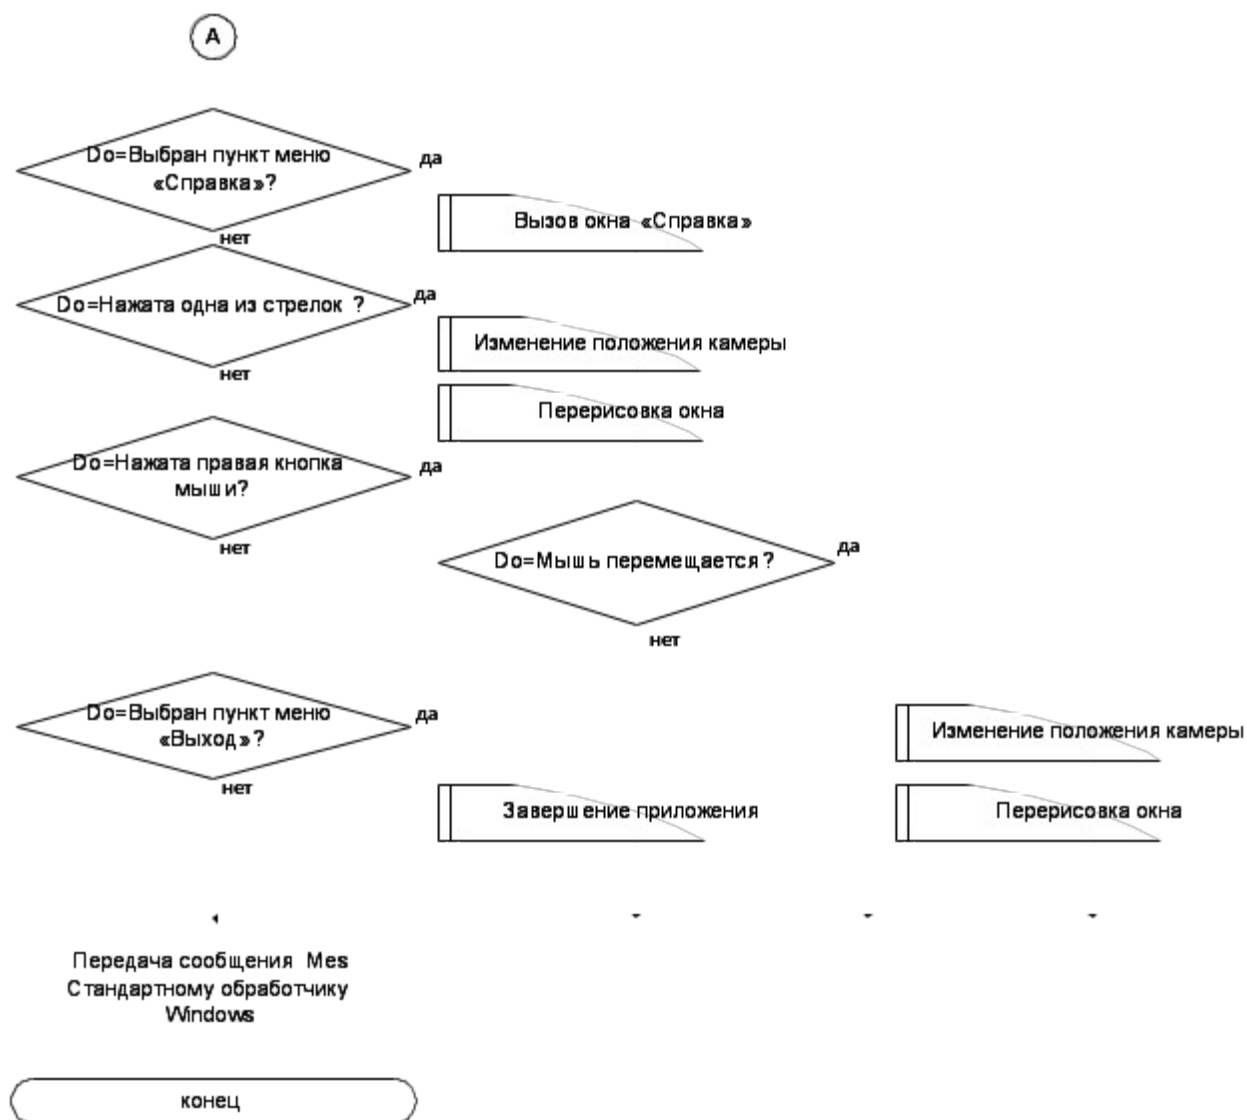 A
Do=Выбран пункт меню
«Справка»?
да
нет
Вызов окна «Справка»
Do=Нажата одна из стрелок ?
да
нет
Изменение положения камеры
Перерисовка окна
Do=Нажата правая кнопка
мыши?
да
нет
Do=Мышь перемещается?
да
нет
Do=Выбран пункт меню
«Выход»?
да
нет
Завершение приложения
Изменение положения камеры
Перерисовка окна
Передача сообщения Mes
Стандартному обработчику
Windows
конец